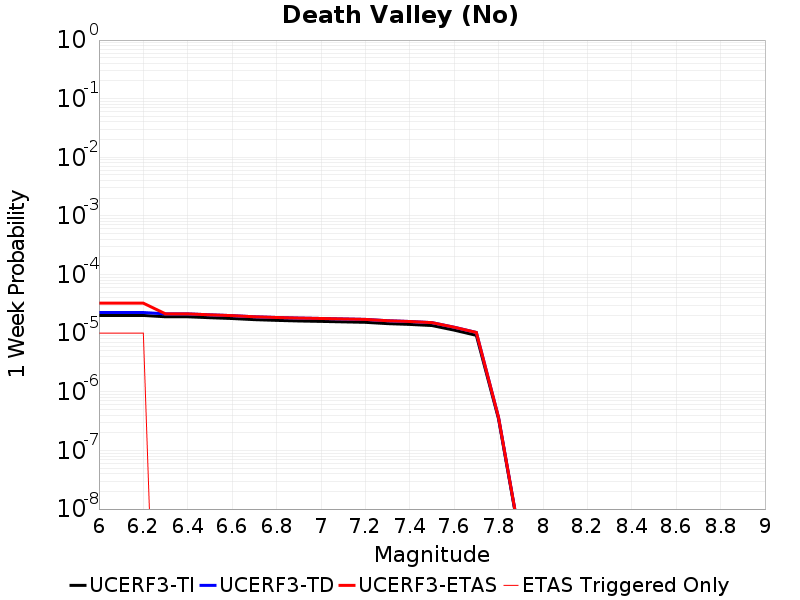 Death Valley (No)
1 Week Probability
10^0
10^-1
10^-2
10^-3
10^-4
10^-5
10^-6
10^-7
10^-8
6 6.2 6.4 6.6 6.8 7 7.2 7.4 7.6 7.8 8 8.2 8.4 8.6 8.8 9
Magnitude
UCERF3-TI UCERF3-TD UCERF3-ETAS ETAS Triggered Only